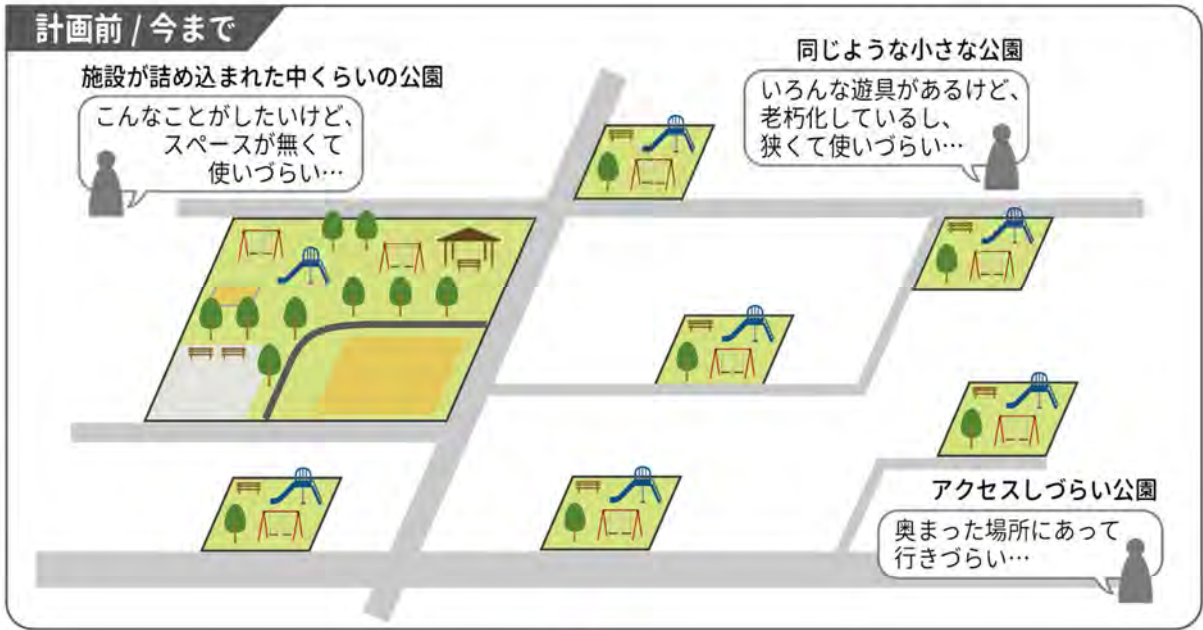 計画前 / 今まで
施設が詰め込まれた中くらいの公園
こんなことがしたいけど、
スペースが無くて
使いづらい…
同じような小さな公園
いろんな遊具があるけど、
老朽化しているし、
狭くて使いづらい…
アクセスしづらい公園
奥まった場所にあって
行きづらい…